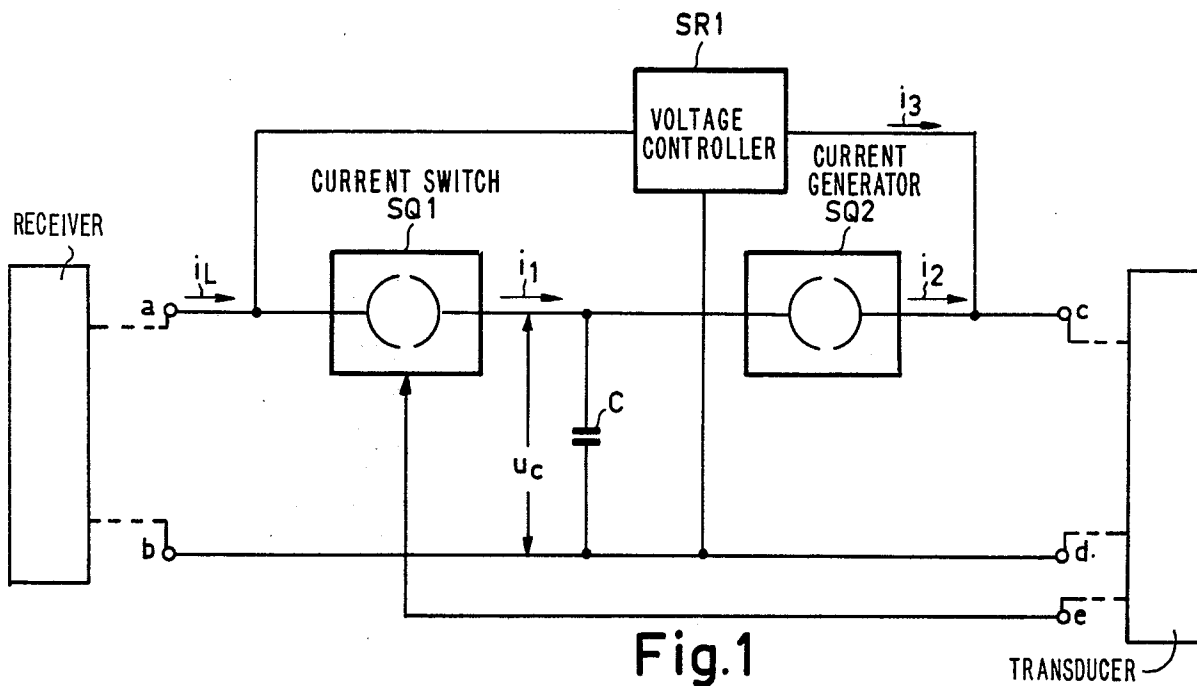 SR1
VOLTAGE
CONTROLLER
i3
CURRENT
GENERATOR
SQ2
CURRENT SWITCH
SQ1
RECEIVER
a
iL
i1
i2
c
C
uc
b
d.
e
Fig.1
TRANSDUCER